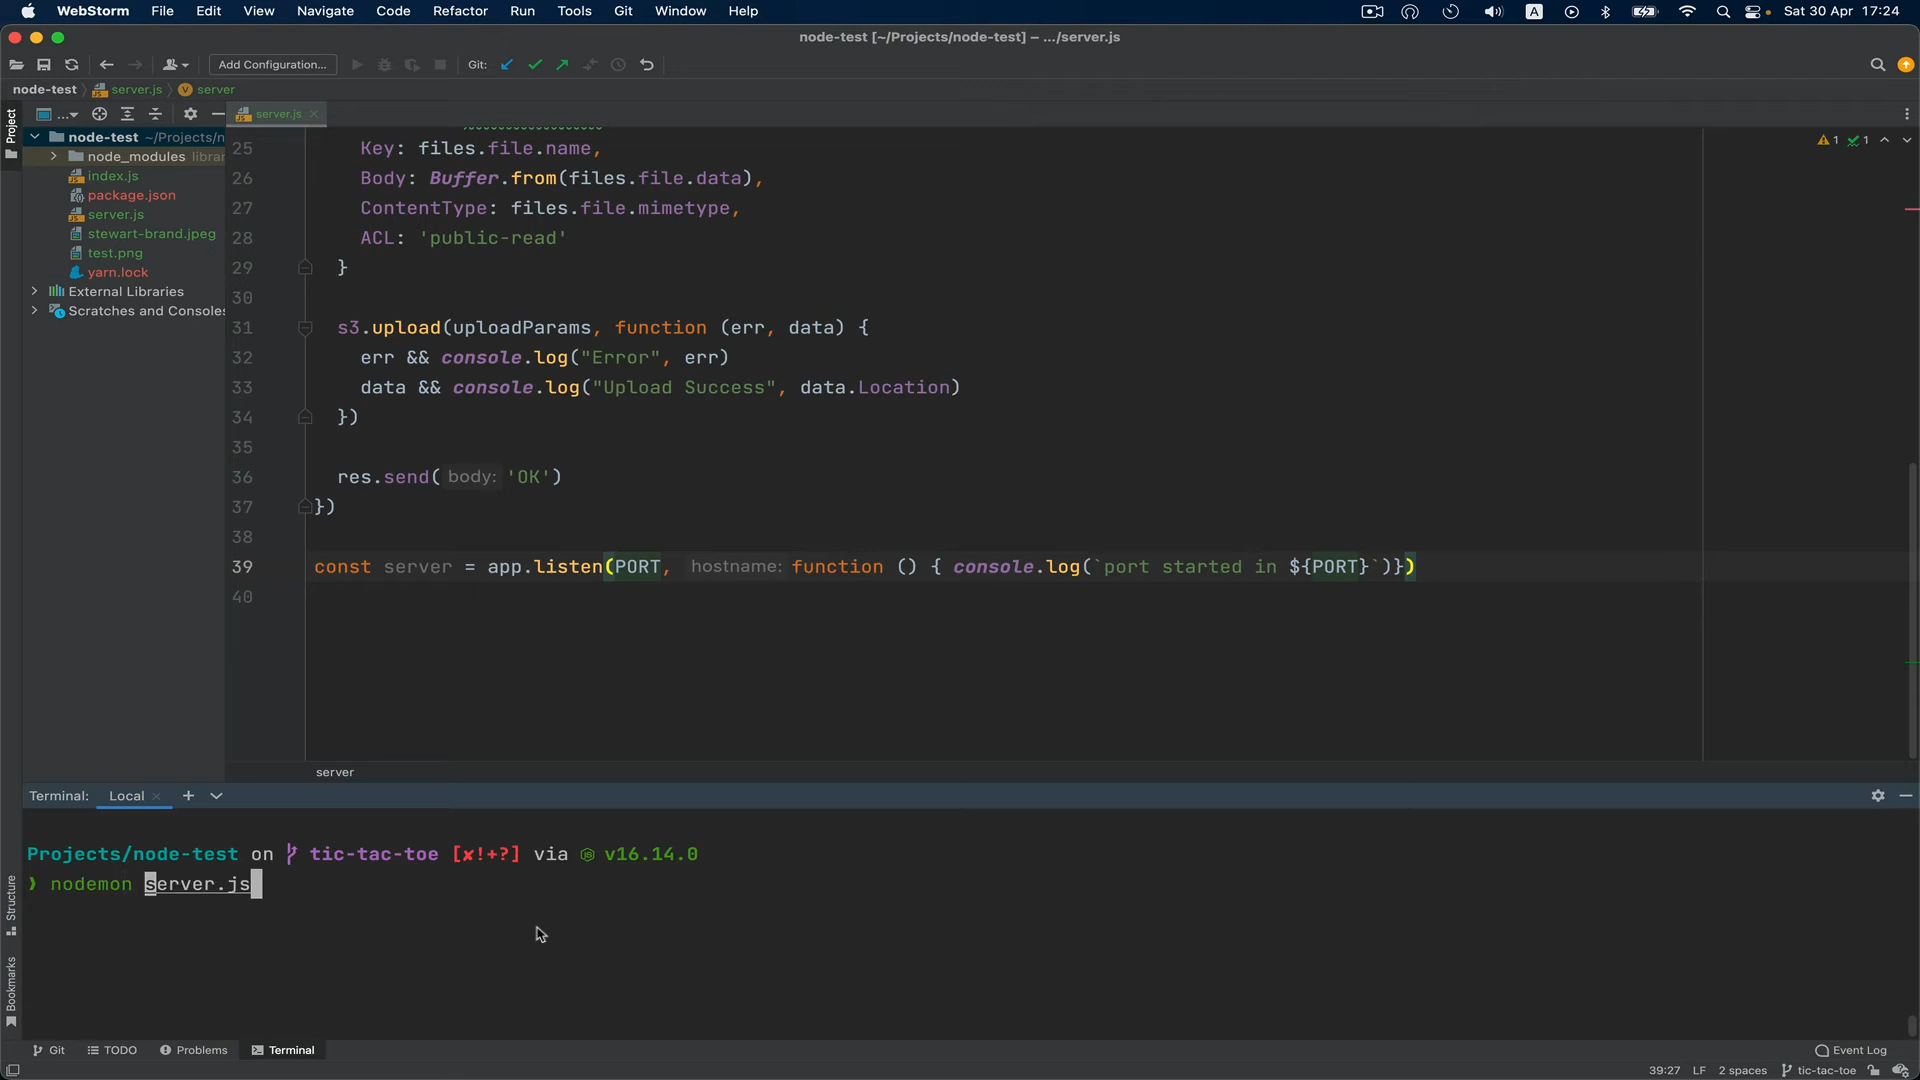 WebStorm File Edit View Navigate Code Refactor Run Tools Git Window Help A Sat 30 Apr 17:24
node-test [~/Projects/node-test] – .../server.js
Add Configuration... Git:
node-test server.js server
Project
... server.js
node-test ~/Projects/n
node_modules librar
index.js
package.json
server.js
stewart-brand.jpeg
test.png
yarn.lock
External Libraries
Scratches and Consoles
1 1
25 Key: files.file.name,
26 Body: Buffer.from(files.file.data),
27 ContentType: files.file.mimetype,
28 ACL: 'public-read'
29 }
30
31 s3.upload(uploadParams, function (err, data) {
32 err && console.log("Error", err)
33 data && console.log("Upload Success", data.Location)
34 })
35
36 res.send( body: 'OK')
37 })
38
39 const server = app.listen(PORT, hostname: function () { console.log(`port started in ${PORT}`)})
40
server
Terminal: Local
Projects/node-test on tic-tac-toe [✘!+?] via v16.14.0
❯ nodemon server.js
Structure
Bookmarks
Git TODO Problems Terminal Event Log
39:27 LF 2 spaces tic-tac-toe